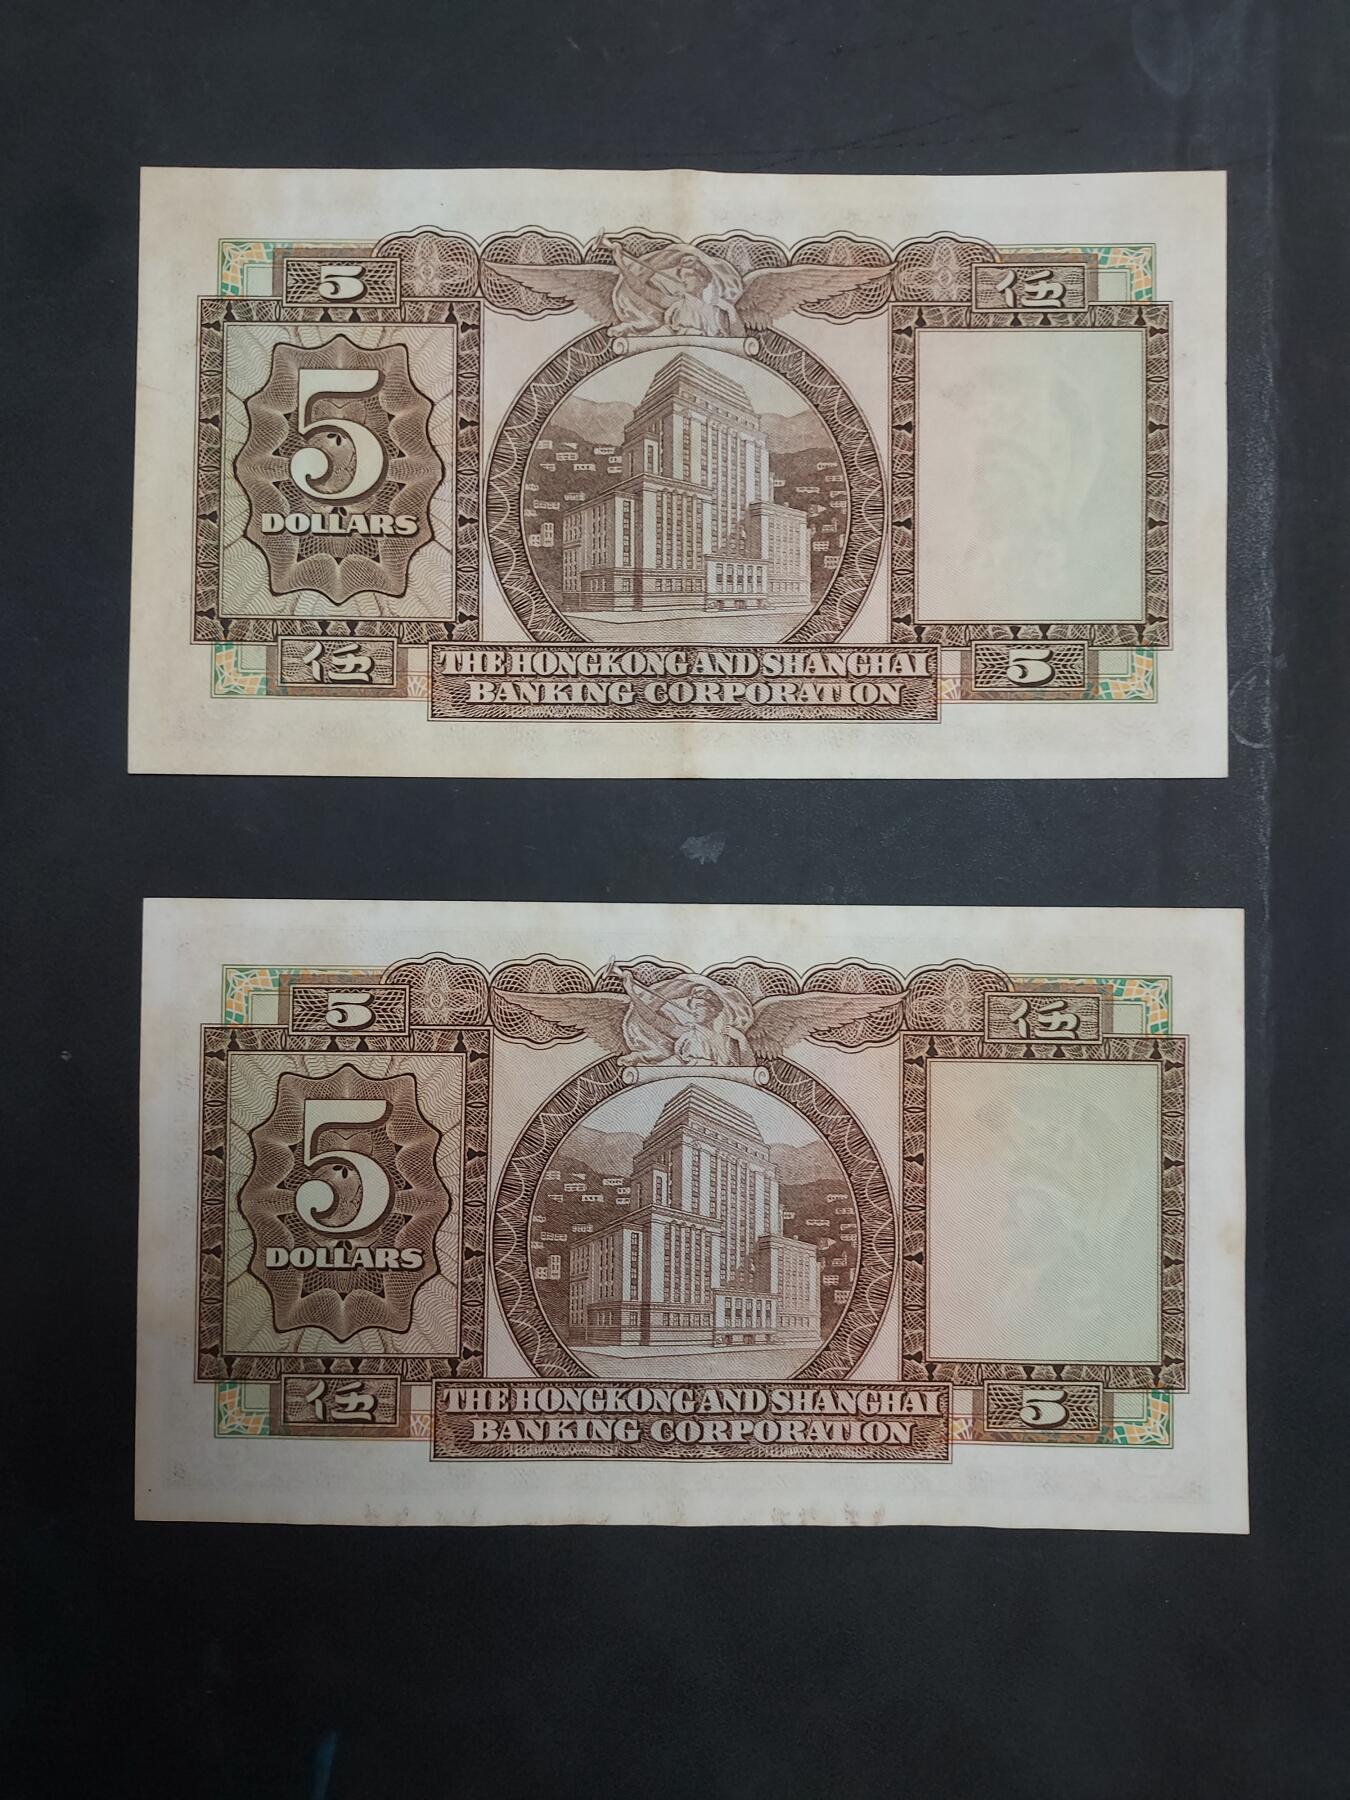 5 伍
5
DOLLARS
伍 5
THE HONGKONG AND SHANGHAI
BANKING CORPORATION
5 伍
5
DOLLARS
伍 5
THE HONGKONG AND SHANGHAI
BANKING CORPORATION